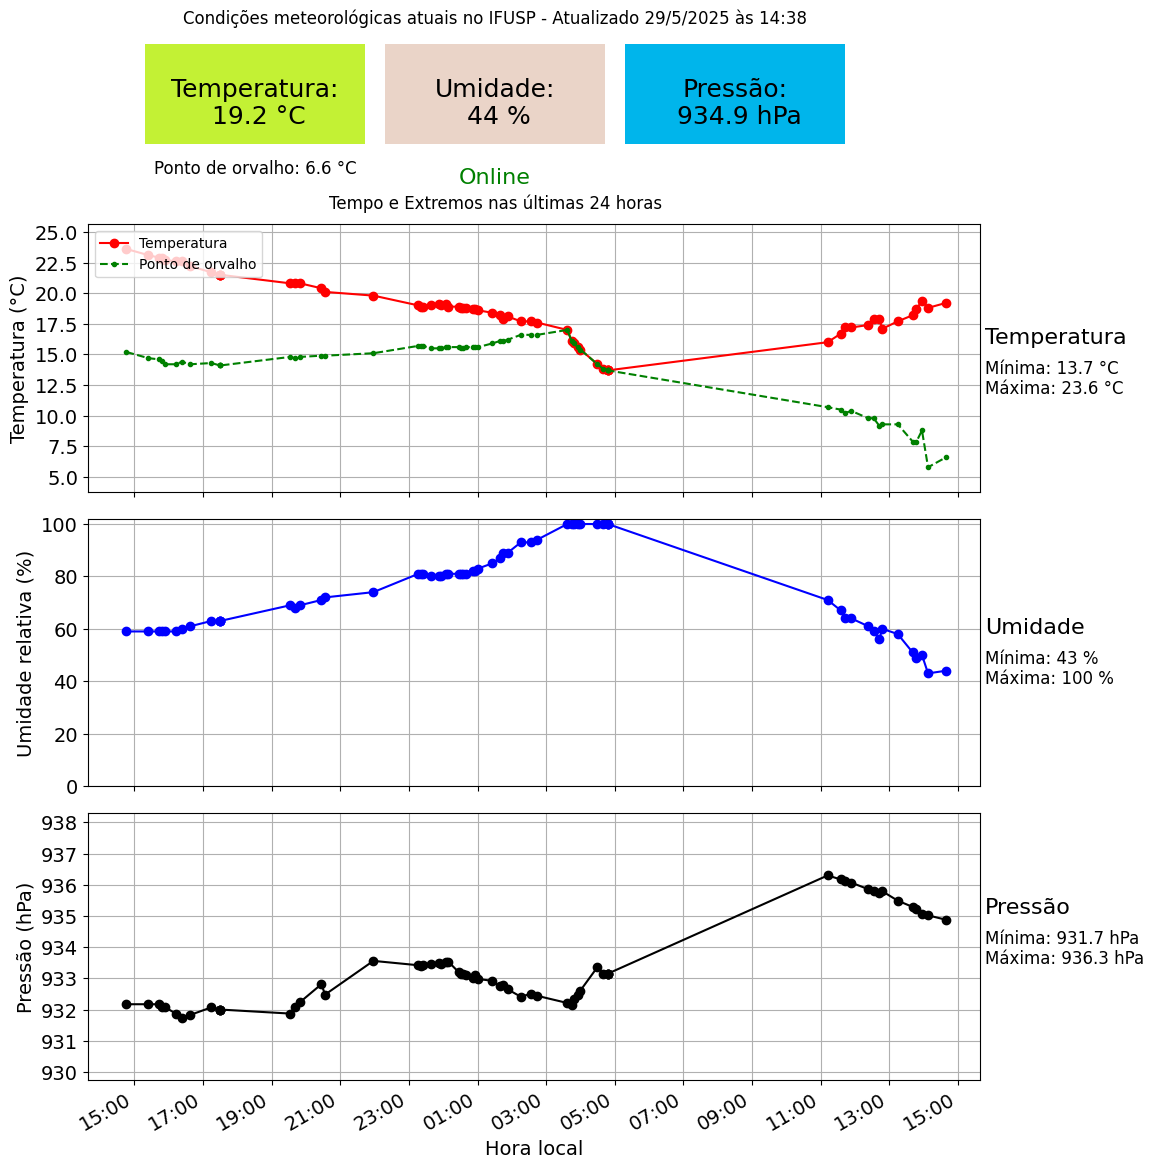 Condições meteorológicas atuais no IFUSP - Atualizado 29/5/2025 às 14:38
Temperatura:
19.2 °C
Umidade:
44 %
Pressão:
934.9 hPa
Ponto de orvalho: 6.6 °C
Online
Tempo e Extremos nas últimas 24 horas
Temperatura
Ponto de orvalho
Temperatura (°C)
25.0
22.5
20.0
17.5
15.0
12.5
10.0
7.5
5.0
Temperatura
Mínima: 13.7 °C
Máxima: 23.6 °C
Umidade relativa (%)
100
80
60
40
20
0
Umidade
Mínima: 43 %
Máxima: 100 %
Pressão (hPa)
938
937
936
935
934
933
932
931
930
Pressão
Mínima: 931.7 hPa
Máxima: 936.3 hPa
15:00 17:00 19:00 21:00 23:00 01:00 03:00 05:00 07:00 09:00 11:00 13:00 15:00
Hora local